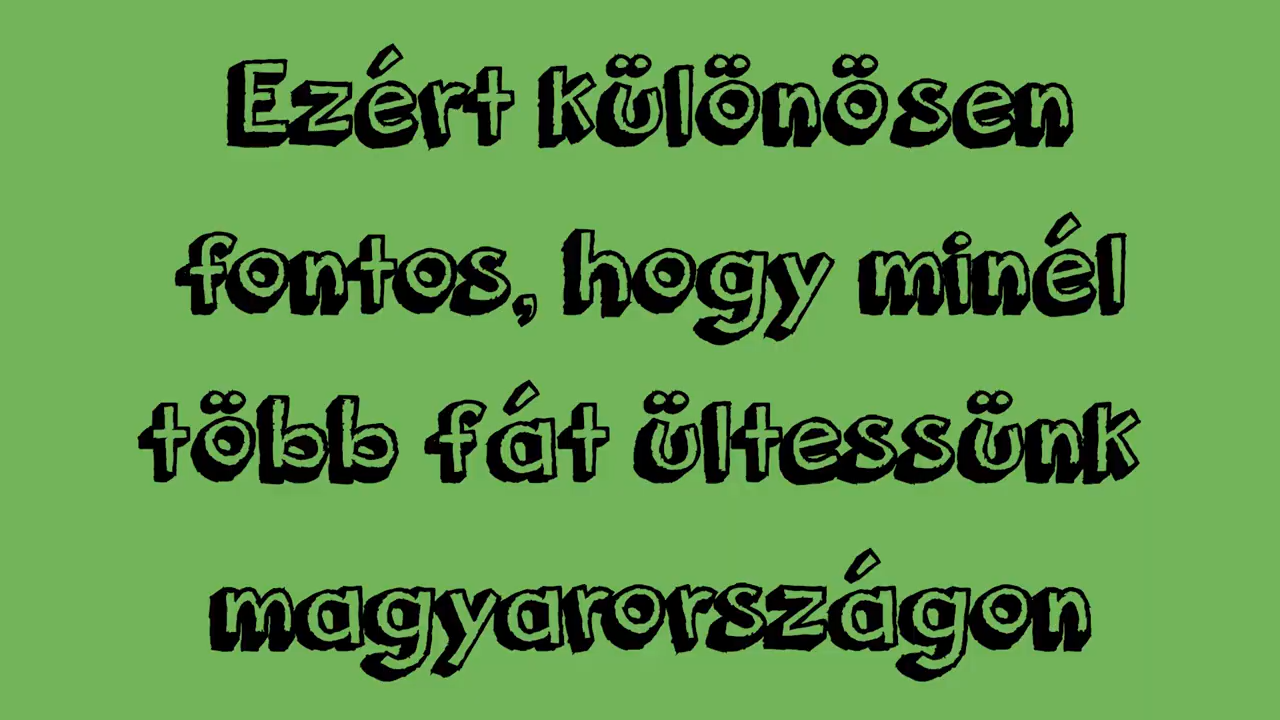 Ezért különösen
fontos, hogy minél
több fát ültessünk
magyarországon